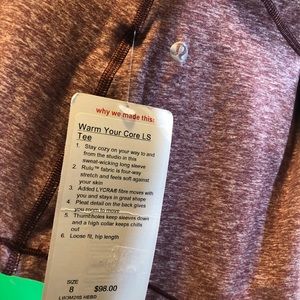 why we made this:
Warm Your Core LS
Tee
1. Stay cozy on your way to and
from the studio in this
sweat-wicking long sleeve
2. Rulu™ fabric is four-way
stretch and feels soft against
your skin
3. Added LYCRA® fibre moves with
you and stays in great shape
4. Pleat detail on the back gives
you room to move
5. Thumbholes keep sleeves down
and a high collar keeps chills
out
6. Loose fit, hip length
SIZE
8 $98.00
HEBD